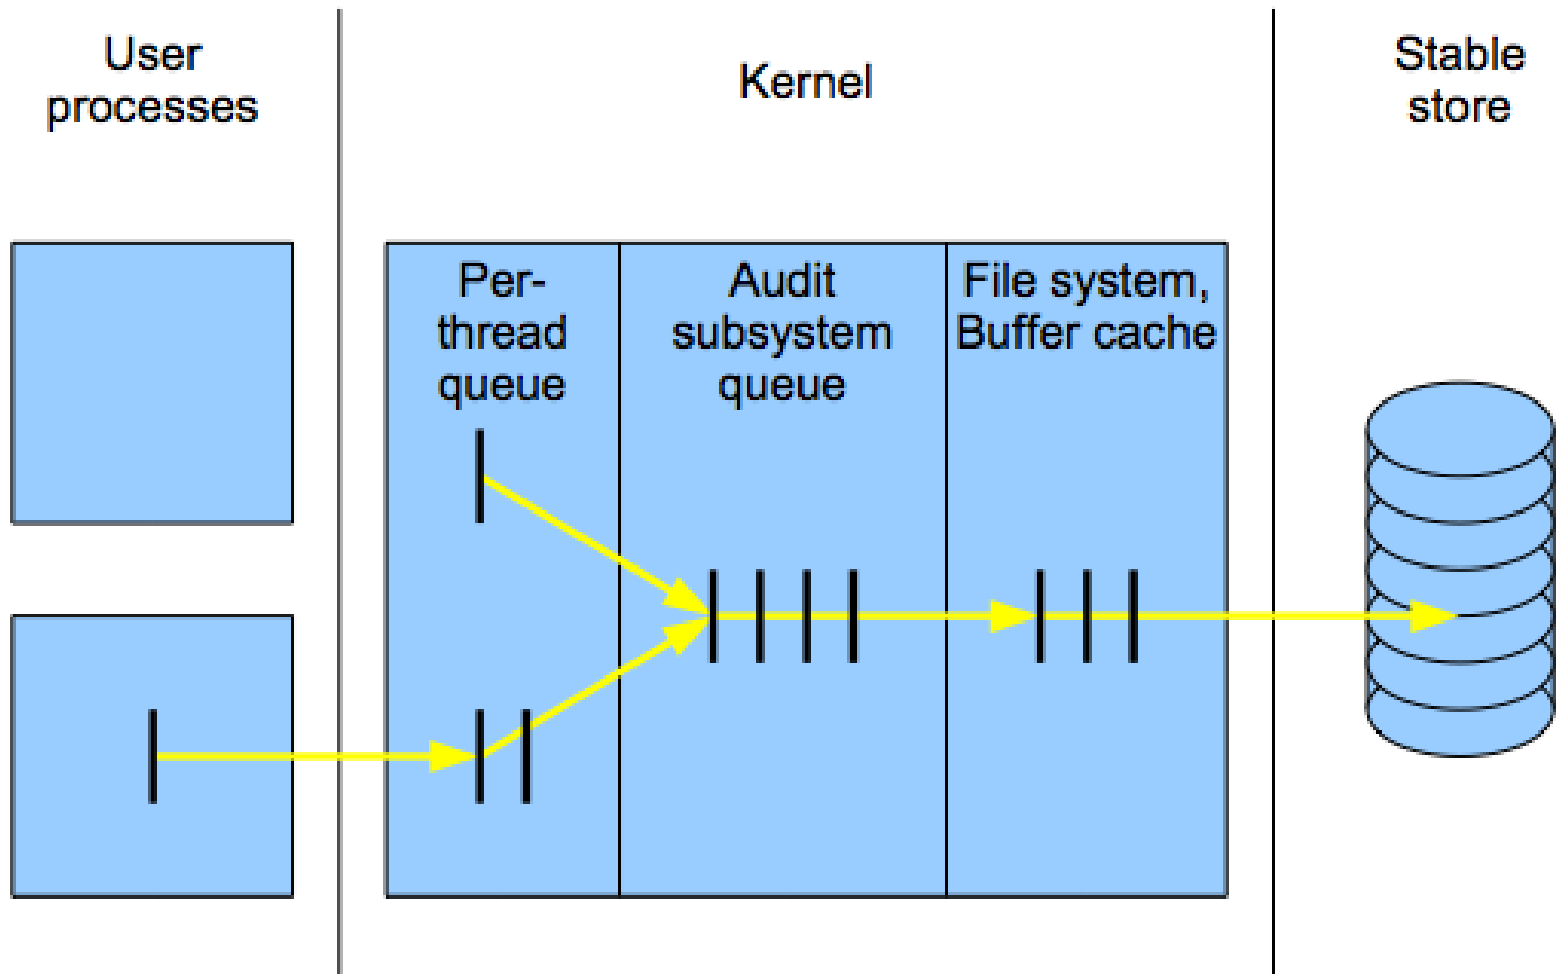 User
processes
Kernel
Stable
store
Per-
thread
queue
Audit
subsystem
queue
File system,
Buffer cache